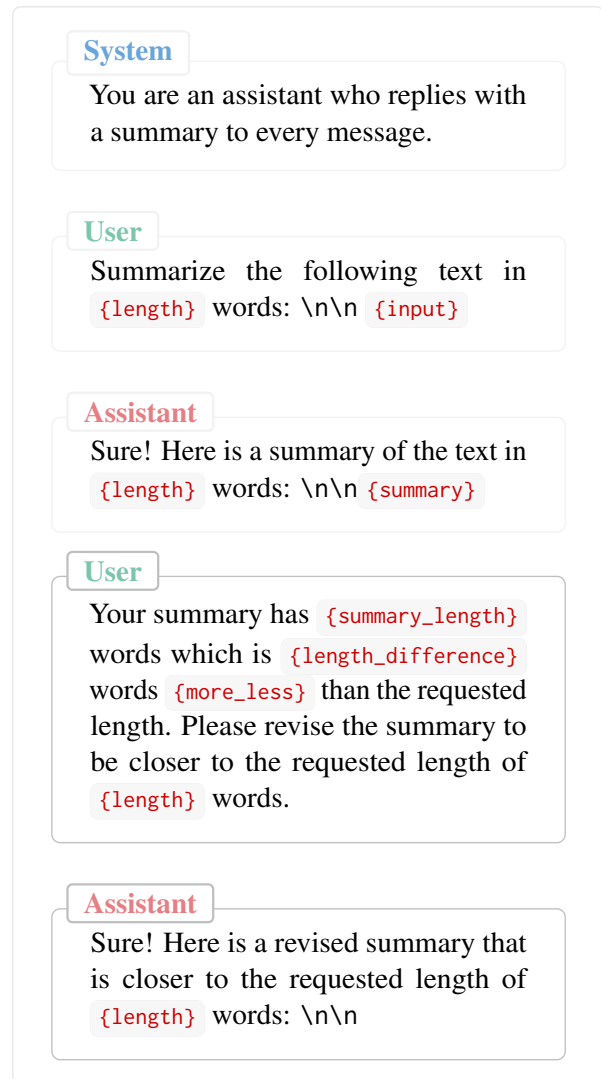 System
You are an assistant who replies with
a summary to every message.
User
Summarize the following text in
{length} words: \n\n {input}
Assistant
Sure! Here is a summary of the text in
{length} words: \n\n {summary}
User
Your summary has {summary_length}
words which is {length_difference}
words {more_less} than the requested
length. Please revise the summary to
be closer to the requested length of
{length} words.
Assistant
Sure! Here is a revised summary that
is closer to the requested length of
{length} words: \n\n